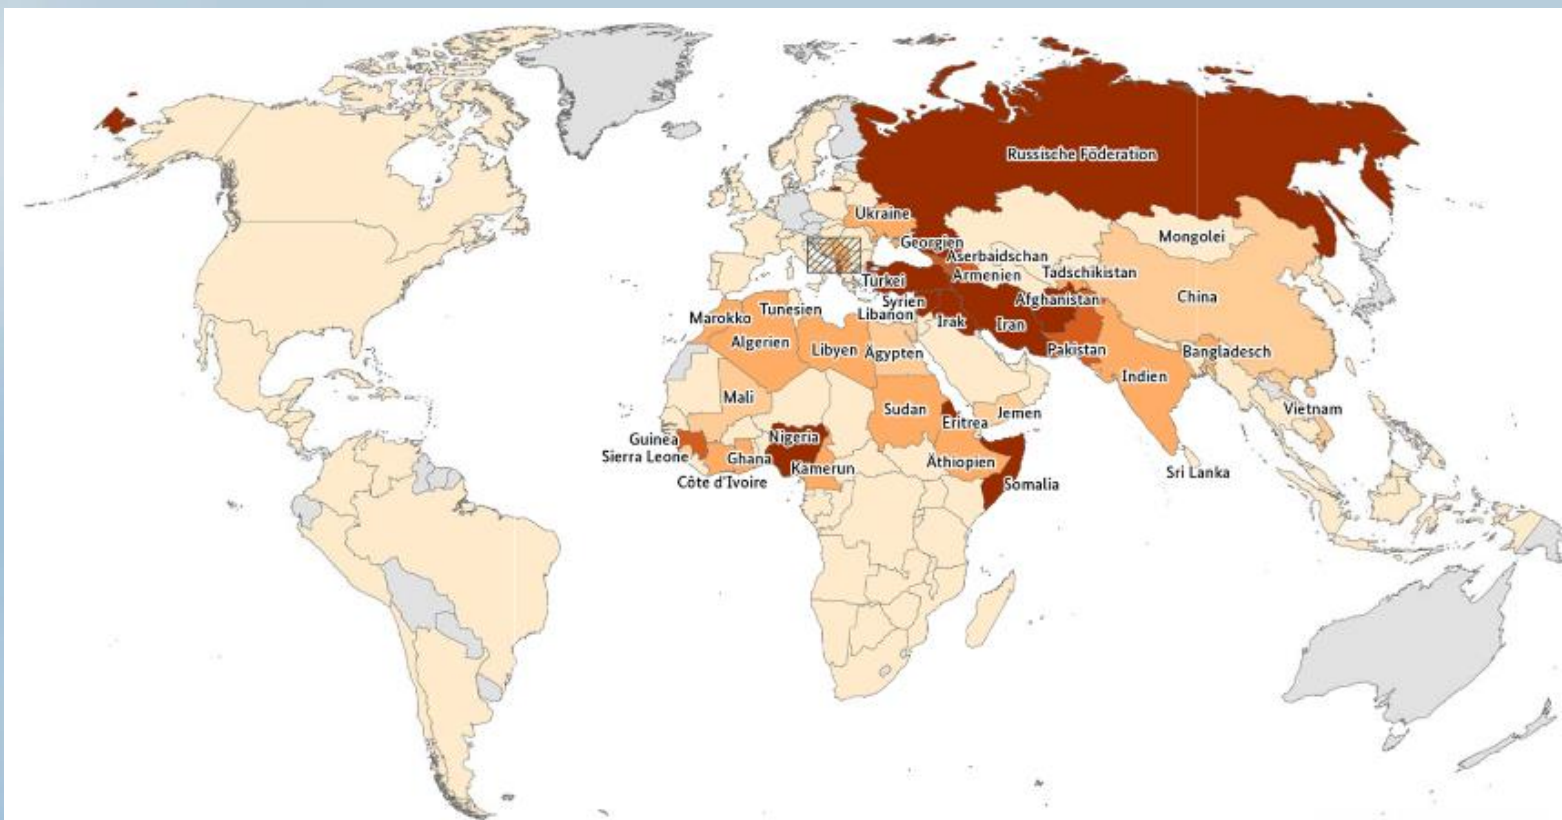 Russische Föderation
Ukraine
Mongolei
Georgien
Aserbaidschan
Armenien
Tadschikistan
Türkei
China
Syrien
Afghanistan
Libanon
Irak
Iran
Marokko
Tunesien
Algerien
Libyen
Ägypten
Pakistan
Bangladesch
Indien
Mali
Sudan
Eritrea
Jemen
Vietnam
Guinea
Nigeria
Sierra Leone
Ghana
Kamerun
Äthiopien
Sri Lanka
Côte d'Ivoire
Somalia